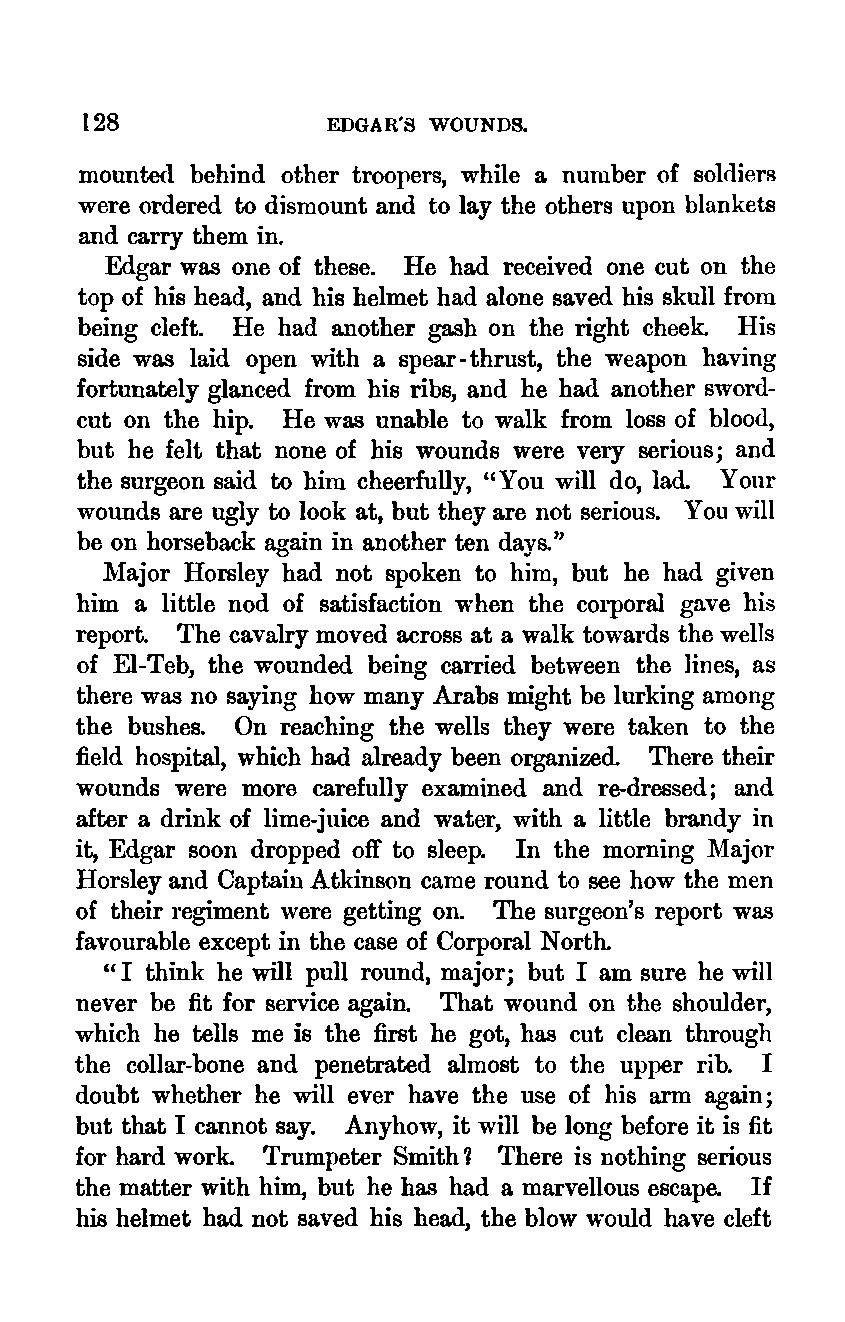 128 EDGAR'S WOUNDS.
mounted behind other troopers, while a number of soldiers
were ordered to dismount and to lay the others upon blankets
and carry them in.
Edgar was one of these. He had received one cut on the
top of his head, and his helmet had alone saved his skull from
being cleft. He had another gash on the right cheek. His
side was laid open with a spear-thrust, the weapon having
fortunately glanced from his ribs, and he had another sword-
cut on the hip. He was unable to walk from loss of blood,
but he felt that none of his wounds were very serious; and
the surgeon said to him cheerfully, “You will do, lad. Your
wounds are ugly to look at, but they are not serious. You will
be on horseback again in another ten days.”
Major Horsley had not spoken to him, but he had given
him a little nod of satisfaction when the corporal gave his
report. The cavalry moved across at a walk towards the wells
of El-Teb, the wounded being carried between the lines, as
there was no saying how many Arabs might be lurking among
the bushes. On reaching the wells they were taken to the
field hospital, which had already been organized. There their
wounds were more carefully examined and re-dressed; and
after a drink of lime-juice and water, with a little brandy in
it, Edgar soon dropped off to sleep. In the morning Major
Horsley and Captain Atkinson came round to see how the men
of their regiment were getting on. The surgeon's report was
favourable except in the case of Corporal North.
“I think he will pull round, major; but I am sure he will
never be fit for service again. That wound on the shoulder,
which he tells me is the first he got, has cut clean through
the collar-bone and penetrated almost to the upper rib. I
doubt whether he will ever have the use of his arm again;
but that I cannot say. Anyhow, it will be long before it is fit
for hard work. Trumpeter Smith? There is nothing serious
the matter with him, but he has had a marvellous escape. If
his helmet had not saved his head, the blow would have cleft